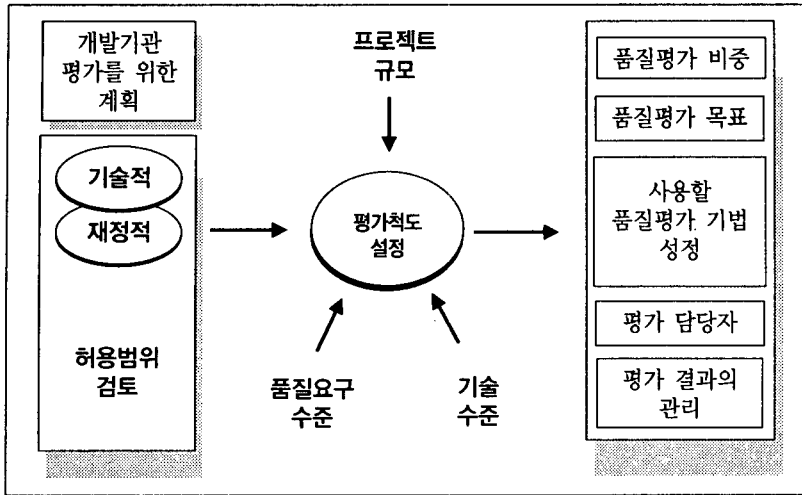 개발기관
평가를 위한
계획
기술적
재정적
허용범위
검토
프로젝트
규모
평가척도
설정
품질요구
수준
기술
수준
품질평가 비중
품질평가 목표
사용할
품질평가 기법
성정
평가 담당자
평가 결과의
관리